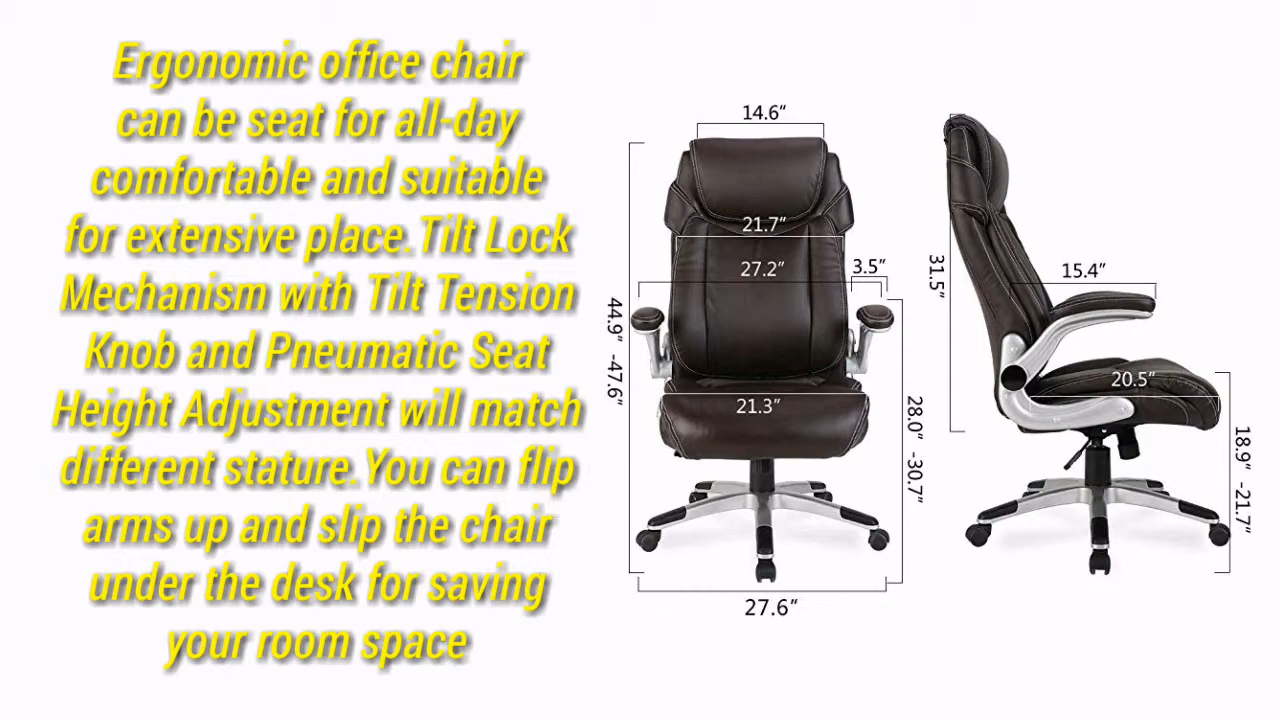 Ergonomic office chair
can be seat for all-day
comfortable and suitable
for extensive place.Tilt Lock
Mechanism with Tilt Tension
Knob and Pneumatic Seat
Height Adjustment will match
different stature.You can flip
arms up and slip the chair
under the desk for saving
your room space
14.6"
21.7"
27.2"
3.5"
44.9" -47.6"
21.3"
28.0" -30.7"
27.6"
31.5"
15.4"
20.5"
18.9" -21.7"